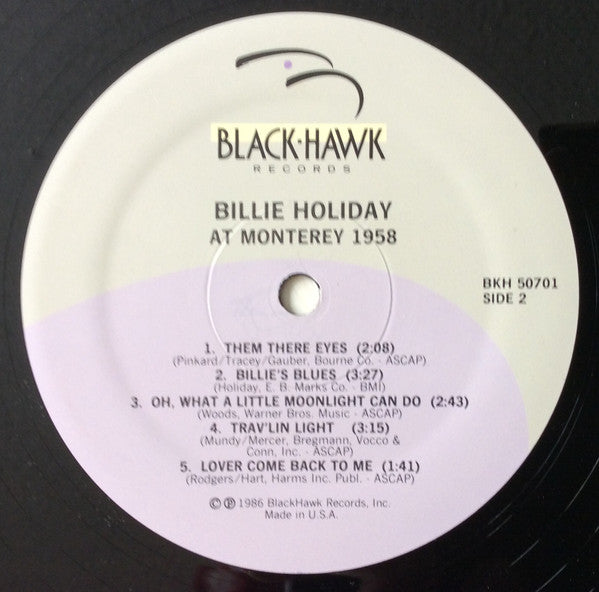 BLACK·HAWK
RECORDS
BILLIE HOLIDAY
AT MONTEREY 1958
BKH 50701
SIDE 2
1. THEM THERE EYES (2:08)
(Pinkard/Tracey/Gauber, Bourne Co. - ASCAP)
2. BILLIE'S BLUES (3:27)
(Holiday, E. B. Marks Co. - BMI)
3. OH, WHAT A LITTLE MOONLIGHT CAN DO (2:43)
(Woods, Warner Bros. Music - ASCAP)
4. TRAV'LIN LIGHT (3:15)
(Mundy/Mercer, Bregmann, Vocco &
Conn, Inc. - ASCAP)
5. LOVER COME BACK TO ME (1:41)
(Rodgers/Hart, Harms Inc. Publ. - ASCAP)
© ℗ 1986 BlackHawk Records, Inc.
Made in U.S.A.